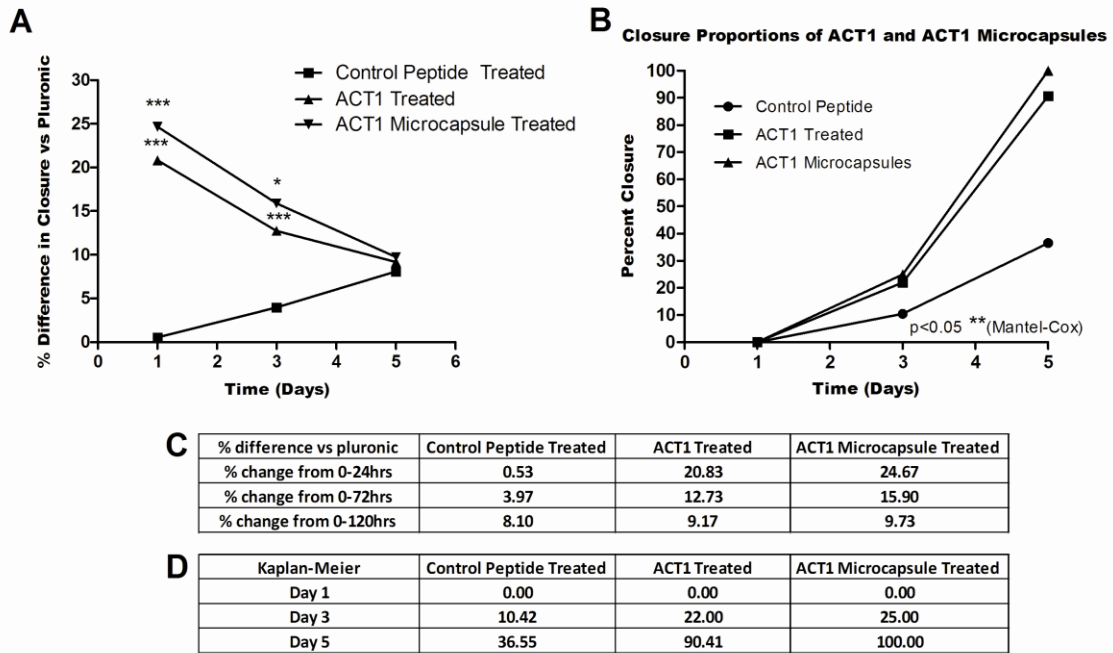 A
Control Peptide Treated
ACT1 Treated
ACT1 Microcapsule Treated
% Difference in Closure vs Pluronic
30
25
20
15
10
5
0
***
***
*
***
0 1 2 3 4 5 6
Time (Days)
B
Closure Proportions of ACT1 and ACT1 Microcapsules
Control Peptide
ACT1 Treated
ACT1 Microcapsules
Percent Closure
100
90
80
70
60
50
40
30
20
10
0
p<0.05 **(Mantel-Cox)
0 1 2 3 4 5
Time (Days)
C
% difference vs pluronic Control Peptide Treated ACT1 Treated ACT1 Microcapsule Treated
% change from 0-24hrs 0.53 20.83 24.67
% change from 0-72hrs 3.97 12.73 15.90
% change from 0-120hrs 8.10 9.17 9.73
D
Kaplan-Meier Control Peptide Treated ACT1 Treated ACT1 Microcapsule Treated
Day 1 0.00 0.00 0.00
Day 3 10.42 22.00 25.00
Day 5 36.55 90.41 100.00